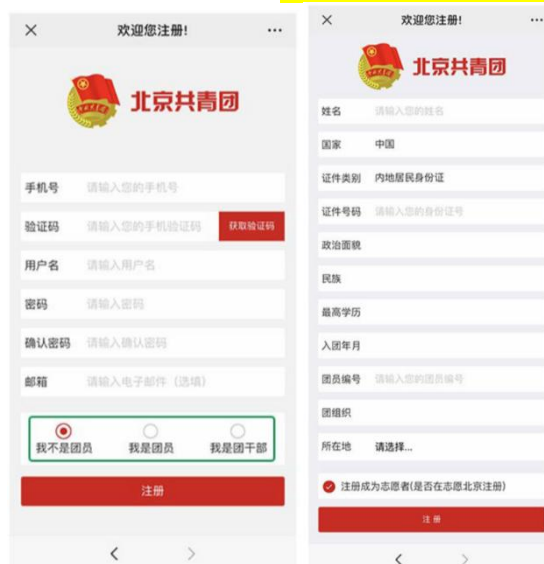 欢迎您注册!
北京共青团
手机号 请输入您的手机号
验证码 请输入您的手机验证码 获取验证码
用户名 请输入用户名
密码 请输入密码
确认密码 请输入确认密码
邮箱 请输入电子邮件（选填）
我不是团员 我是团员 我是团干部
注册
欢迎您注册!
北京共青团
姓名 请输入您的姓名
国家 中国
证件类别 内地居民身份证
证件号码 请输入您的身份证号
政治面貌
民族
最高学历
入团年月
团员编号 请输入您的团员编号
团组织
所在地 请选择...
注册成为志愿者(是否在志愿北京注册)
注册